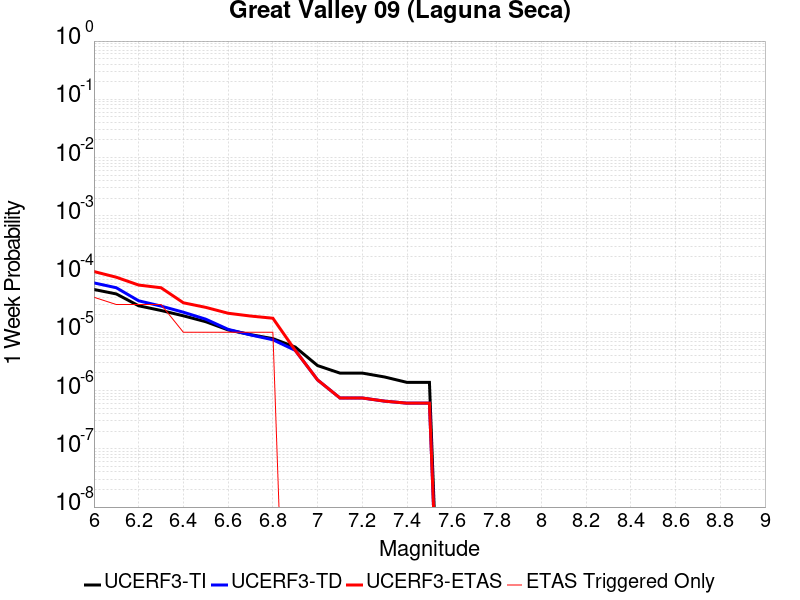 Great Valley 09 (Laguna Seca)
10^0
10^-1
10^-2
10^-3
10^-4
10^-5
10^-6
10^-7
10^-8
1 Week Probability
6 6.2 6.4 6.6 6.8 7 7.2 7.4 7.6 7.8 8 8.2 8.4 8.6 8.8 9
Magnitude
UCERF3-TI UCERF3-TD UCERF3-ETAS ETAS Triggered Only